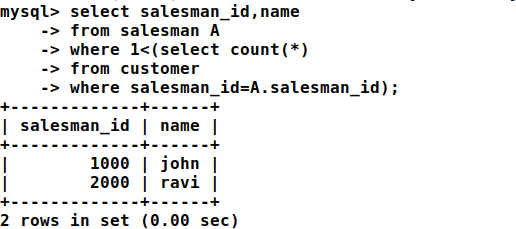 mysql> select salesman_id,name
    -> from salesman A
    -> where 1<(select count(*)
    -> from customer
    -> where salesman_id=A.salesman_id);
+-------------+------+
| salesman_id | name |
+-------------+------+
|        1000 | john |
|        2000 | ravi |
+-------------+------+
2 rows in set (0.00 sec)